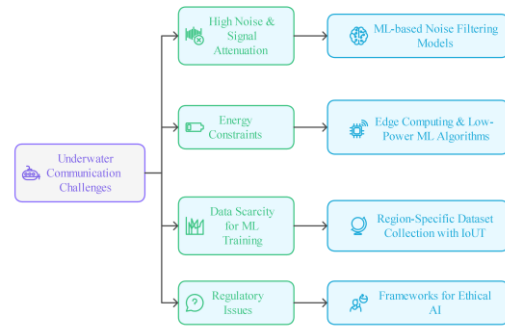 High Noise &
Signal
Attenuation
ML-based Noise Filtering
Models
Energy
Constraints
Edge Computing & Low-
Power ML Algorithms
Underwater
Communication
Challenges
Data Scarcity
for ML
Training
Region-Specific Dataset
Collection with IoUT
Regulatory
Issues
Frameworks for Ethical
AI